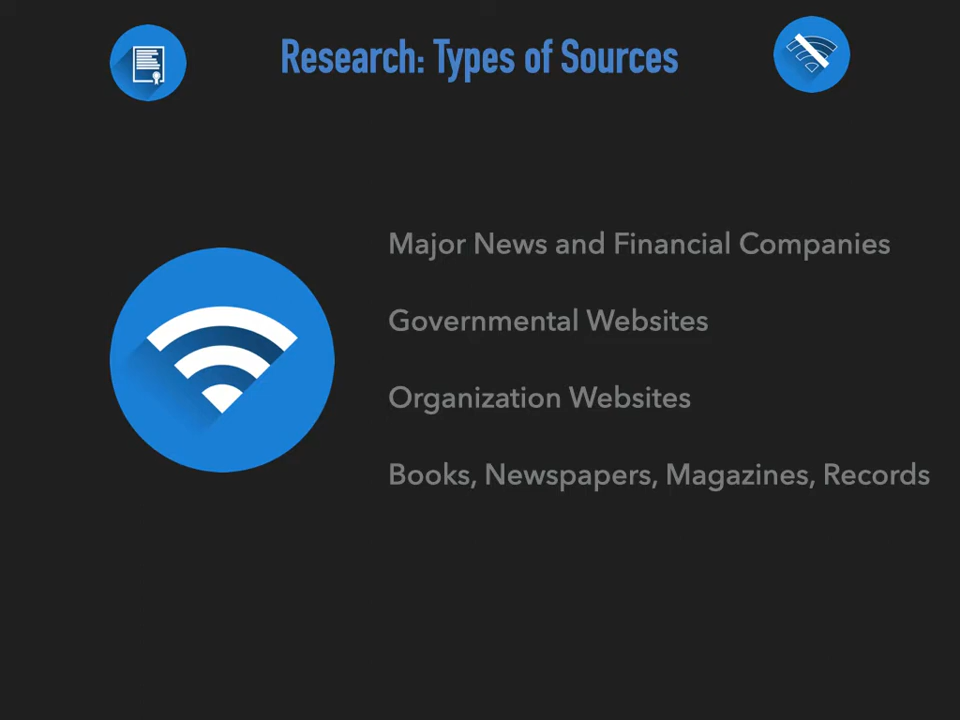 Research: Types of Sources
Major News and Financial Companies
Governmental Websites
Organization Websites
Books, Newspapers, Magazines, Records